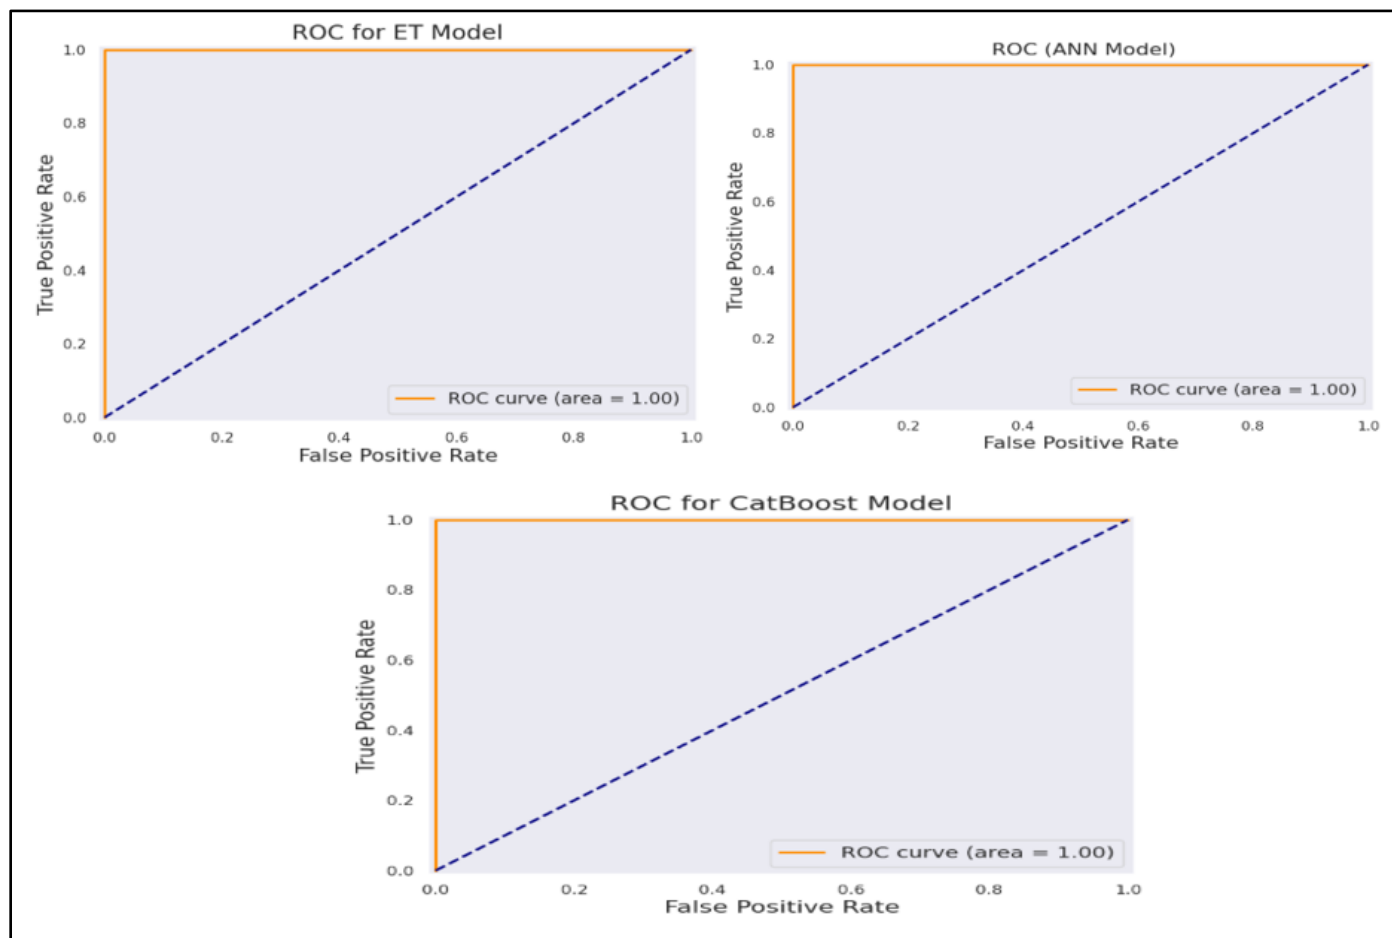 ROC for ET Model
1.0
0.8
0.6
0.4
0.2
0.0
True Positive Rate
ROC curve (area = 1.00)
0.0 0.2 0.4 0.6 0.8 1.0
False Positive Rate
ROC (ANN Model)
1.0
0.8
0.6
0.4
0.2
0.0
True Positive Rate
ROC curve (area = 1.00)
0.0 0.2 0.4 0.6 0.8 1.0
False Positive Rate
ROC for CatBoost Model
1.0
0.8
0.6
0.4
0.2
0.0
True Positive Rate
ROC curve (area = 1.00)
0.0 0.2 0.4 0.6 0.8 1.0
False Positive Rate